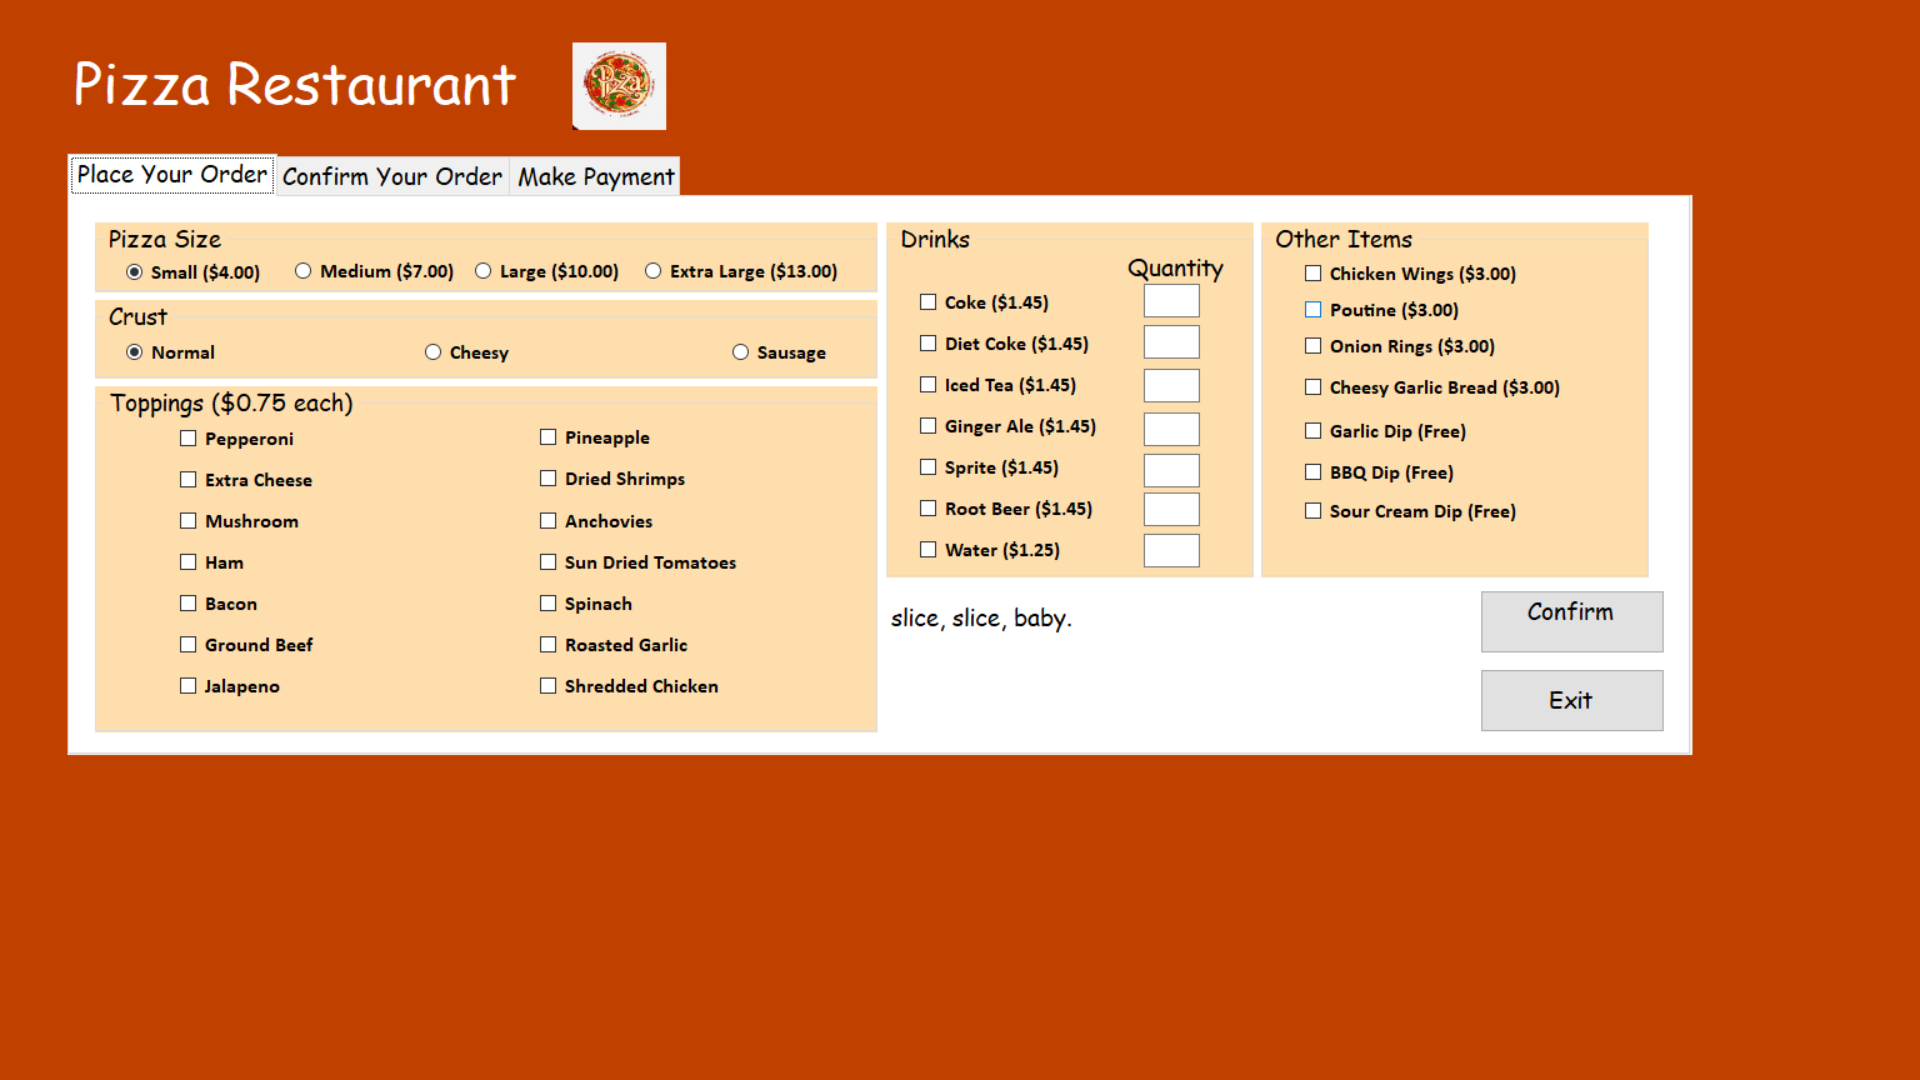 Pizza Restaurant
Pizza
Place Your Order
Confirm Your Order
Make Payment
Pizza Size
Small ($4.00)
Medium ($7.00)
Large ($10.00)
Extra Large ($13.00)
Crust
Normal
Cheesy
Sausage
Toppings ($0.75 each)
Pepperoni
Extra Cheese
Mushroom
Ham
Bacon
Ground Beef
Jalapeno
Pineapple
Dried Shrimps
Anchovies
Sun Dried Tomatoes
Spinach
Roasted Garlic
Shredded Chicken
Drinks
Quantity
Coke ($1.45)
Diet Coke ($1.45)
Iced Tea ($1.45)
Ginger Ale ($1.45)
Sprite ($1.45)
Root Beer ($1.45)
Water ($1.25)
Other Items
Chicken Wings ($3.00)
Poutine ($3.00)
Onion Rings ($3.00)
Cheesy Garlic Bread ($3.00)
Garlic Dip (Free)
BBQ Dip (Free)
Sour Cream Dip (Free)
slice, slice, baby.
Confirm
Exit